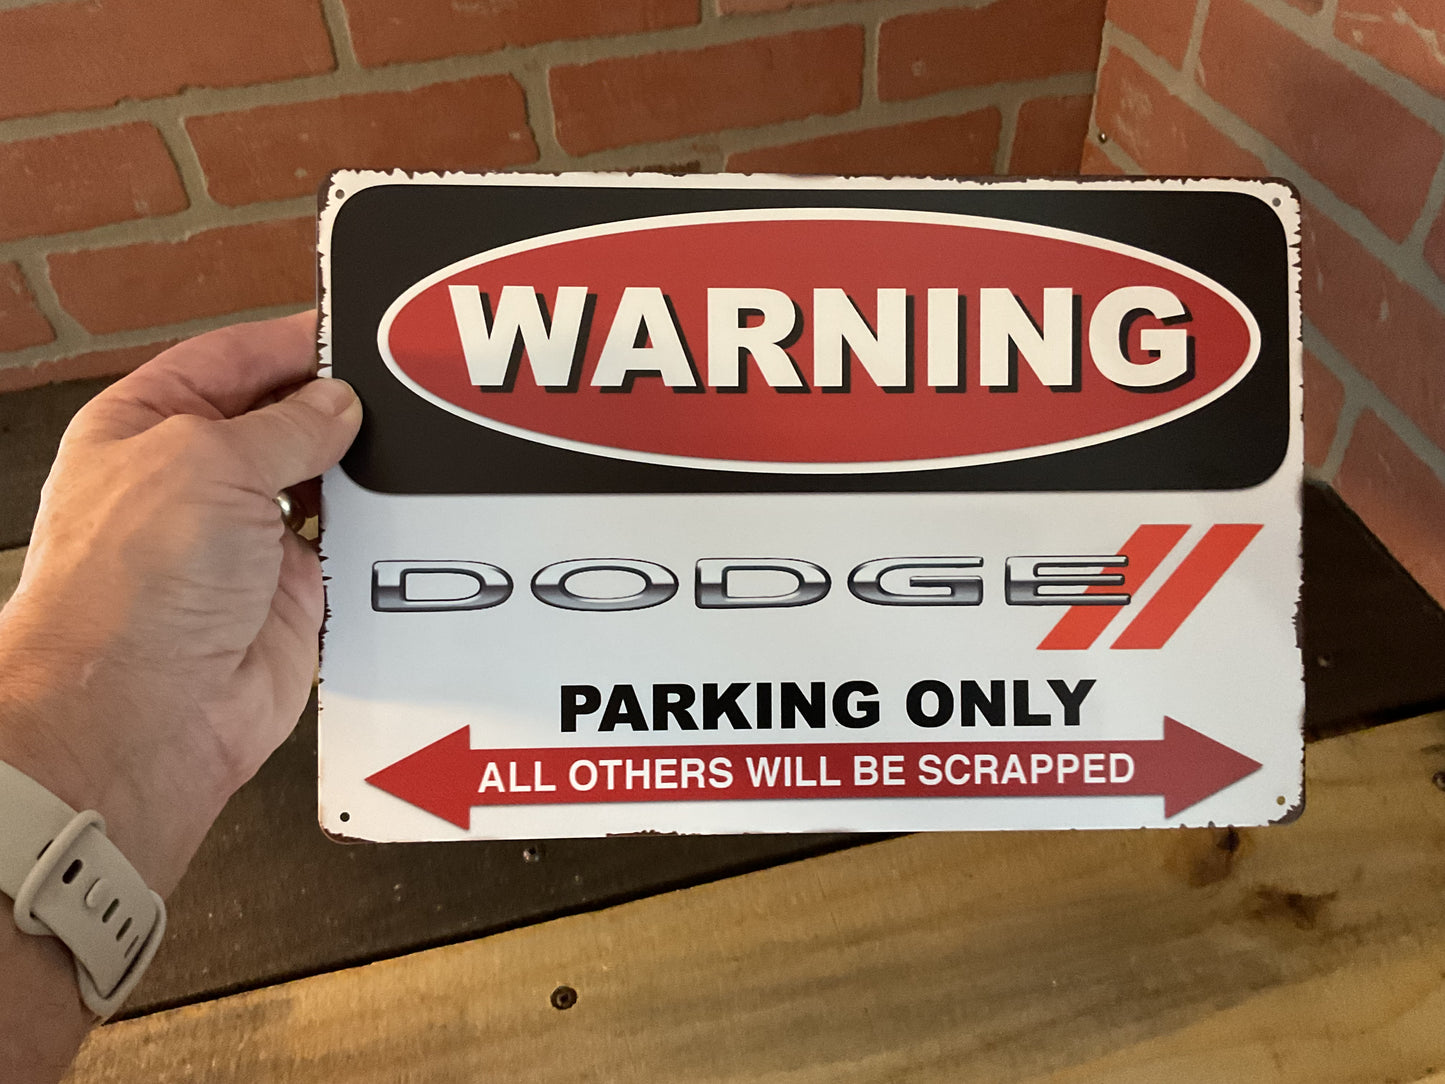 WARNING
DODGE
PARKING ONLY
ALL OTHERS WILL BE SCRAPPED